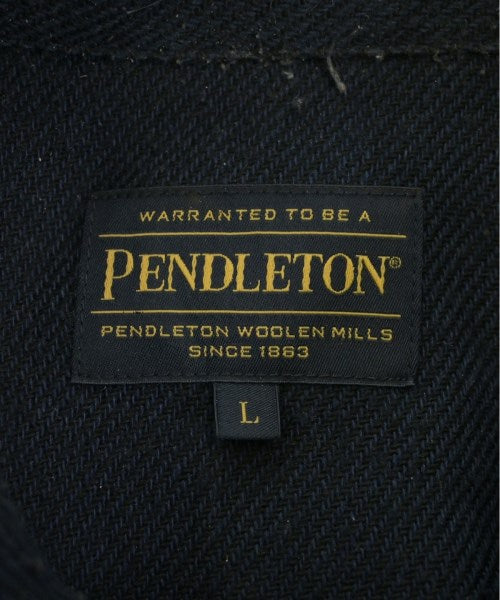 WARRANTED TO BE A
PENDLETON®
PENDLETON WOOLEN MILLS
SINCE 1863
L